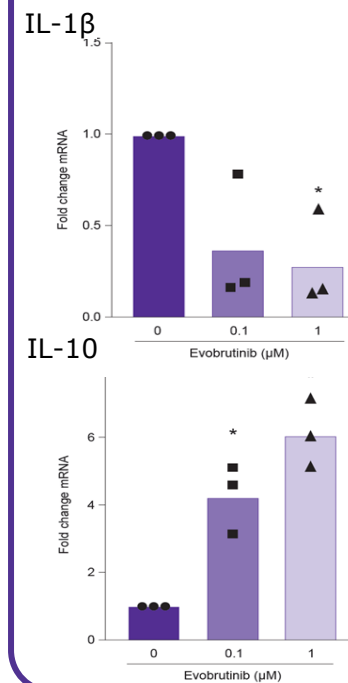 IL-1β
1.5
1.0
0.5
0.0
Fold change mRNA
*
0 0.1 1
Evobrutinib (μM)
IL-10
6
4
2
0
Fold change mRNA
*
0 0.1 1
Evobrutinib (μM)